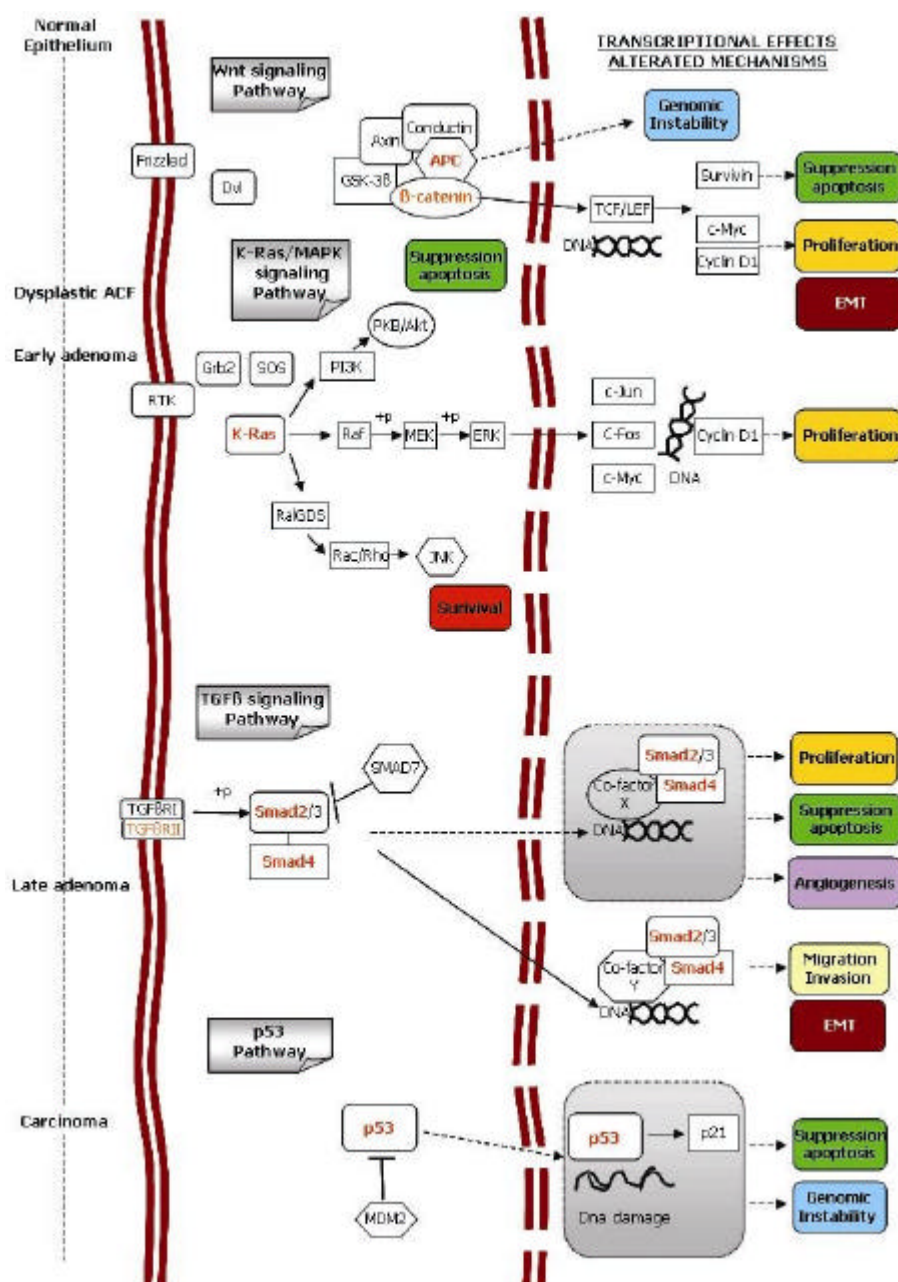 Normal
Epithelium
TRANSCRIPTIONAL EFFECTS
ALTERATED MECHANISMS
Wnt signaling
Pathway
Genomic
Instability
Conductin
Axin
APC
Frizzled
GSK-3ß
Dvl
ß-catenin
Survivin
Suppression
apoptosis
TCF/LEF
c-Myc
DNA
Cyclin D1
Proliferation
K-Ras/MAPK
signaling
Pathway
Suppression
apoptosis
Dysplastic ACF
EMT
PKB/Akt
Early adenoma
Grb2
SOS
PI3K
RTK
c-Jun
K-Ras
Raf
+p
MEK
+p
ERK
C-Fos
Cyclin D1
Proliferation
c-Myc
DNA
RalGDS
Rac/Rho
JNK
Surivival
TGFß signaling
Pathway
SMAD7
Smad2/3
Proliferation
Co-factor
X
Smad4
+p
TGFßRI
TGFßRII
Smad2/3
DNA
Suppression
apoptosis
Smad4
Late adenoma
Angiogenesis
Smad2/3
Co-factor
Y
Smad4
Migration
Invasion
DNA
EMT
p53
Pathway
Carcinoma
p53
p53
p21
Suppression
apoptosis
MDM2
Dna damage
Genomic
Instability